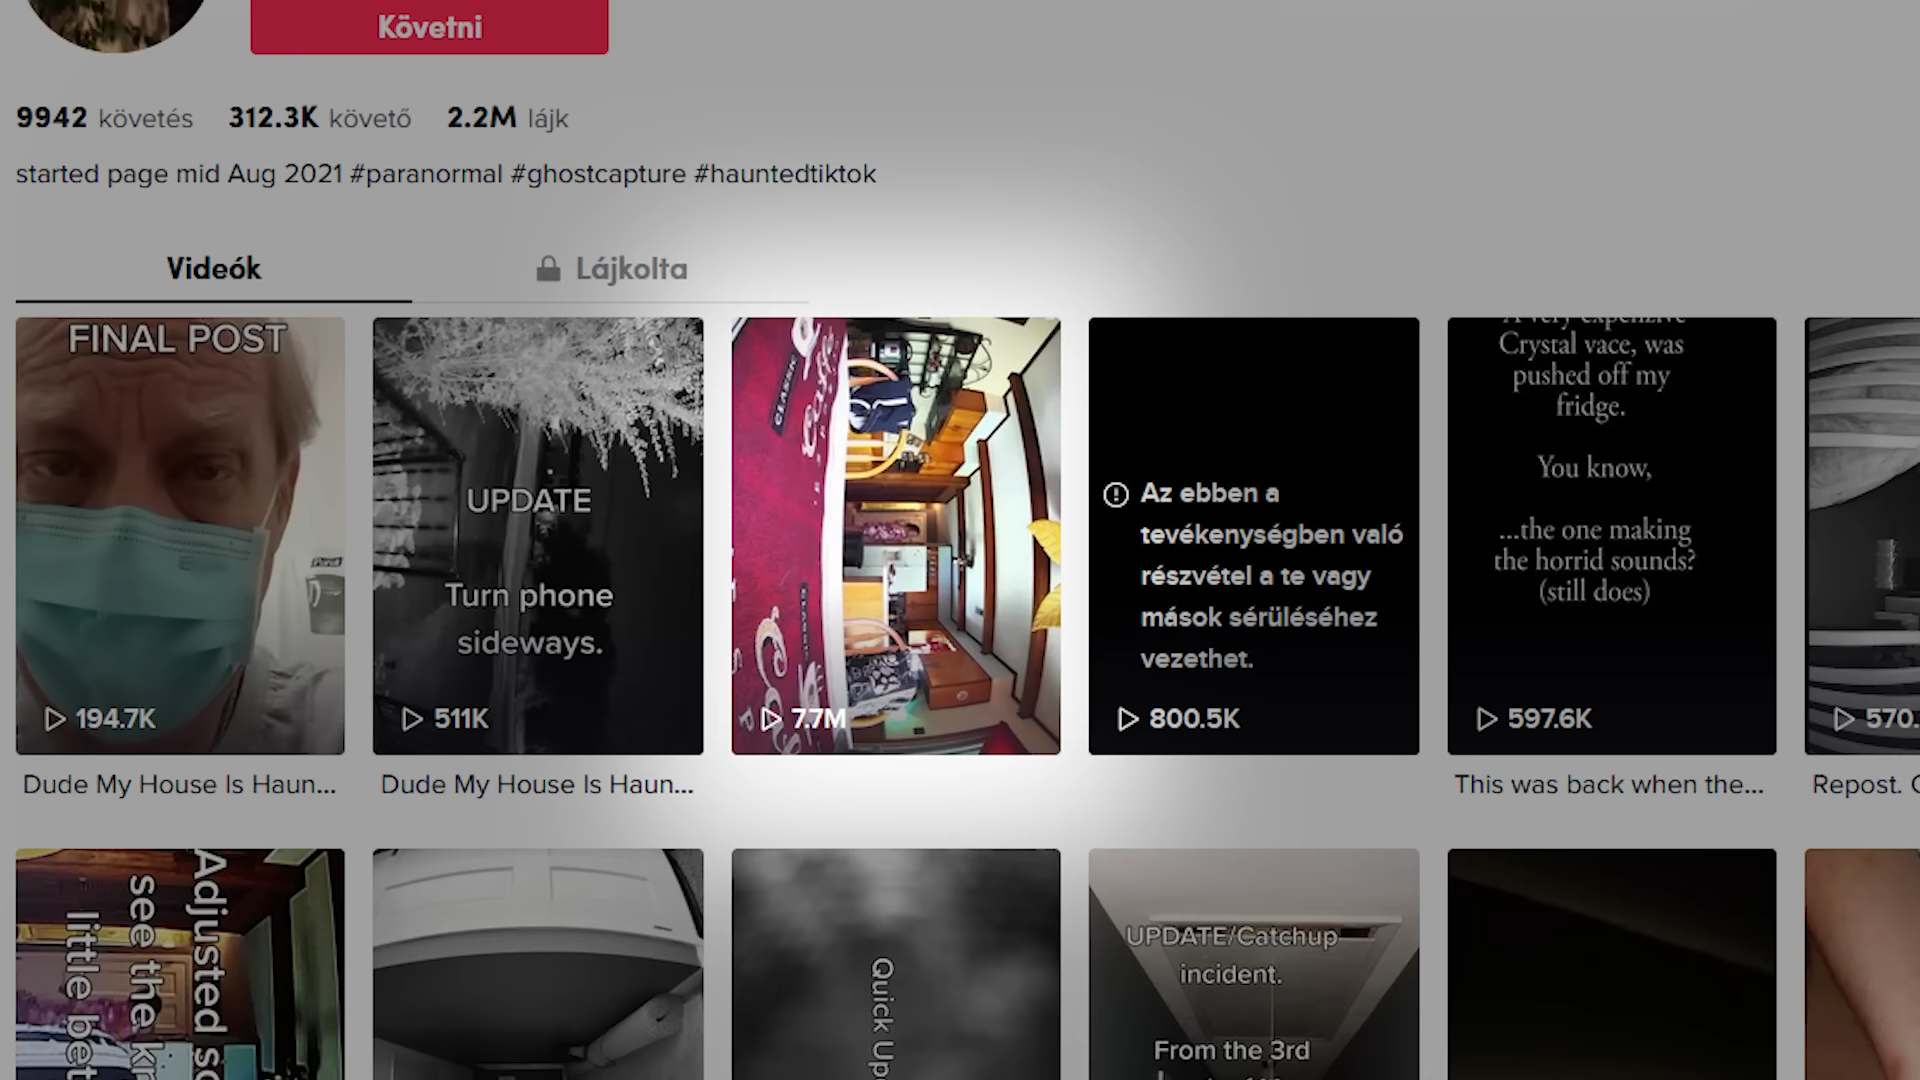 Követni
9942 követés 312.3K követő 2.2M lájk
started page mid Aug 2021 #paranormal #ghostcapture #hauntedtiktok
Videók
Lájkolta
FINAL POST
194.7K
Dude My House Is Haun...
UPDATE
Turn phone
sideways.
511K
Dude My House Is Haun...
CLASSIC
7.7M
Az ebben a
tevékenységben való
részvétel a te vagy
mások sérüléséhez
vezethet.
800.5K
A very expensive
Crystal vace, was
pushed off my
fridge.
You know,
...the one making
the horrid sounds?
(still does)
597.6K
This was back when the...
570.
Repost.
Adjusted
see the
little
Quick
UPDATE/Catchup
incident.
From the 3rd